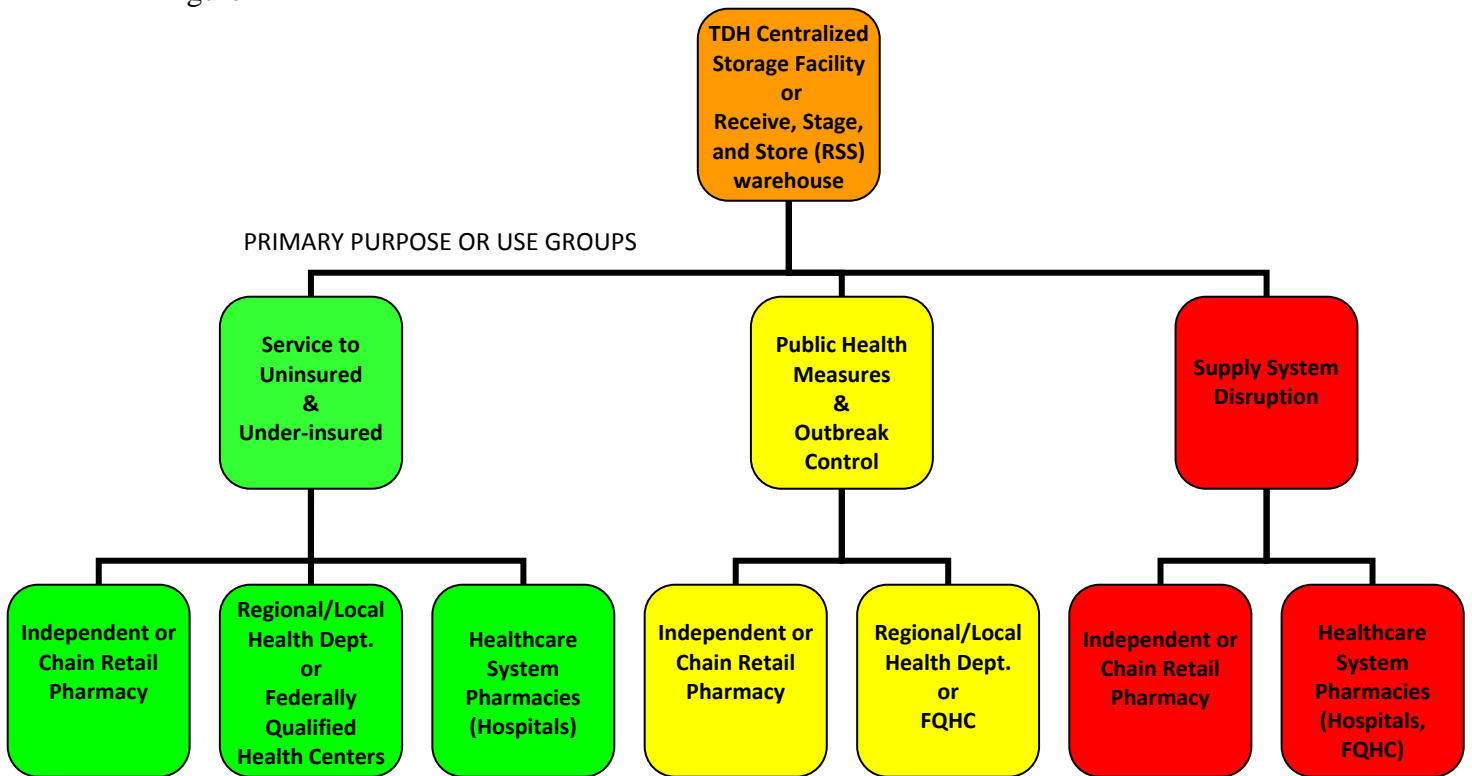 TDH Centralized
Storage Facility
or
Receive, Stage,
and Store (RSS)
warehouse
PRIMARY PURPOSE OR USE GROUPS
Service to
Uninsured
&
Under-insured
Public Health
Measures
&
Outbreak
Control
Supply System
Disruption
Independent or
Chain Retail
Pharmacy
Regional/Local
Health Dept.
or
Federally
Qualified
Health Centers
Healthcare
System
Pharmacies
(Hospitals)
Independent or
Chain Retail
Pharmacy
Regional/Local
Health Dept.
or
FQHC
Independent or
Chain Retail
Pharmacy
Healthcare
System
Pharmacies
(Hospitals,
FQHC)